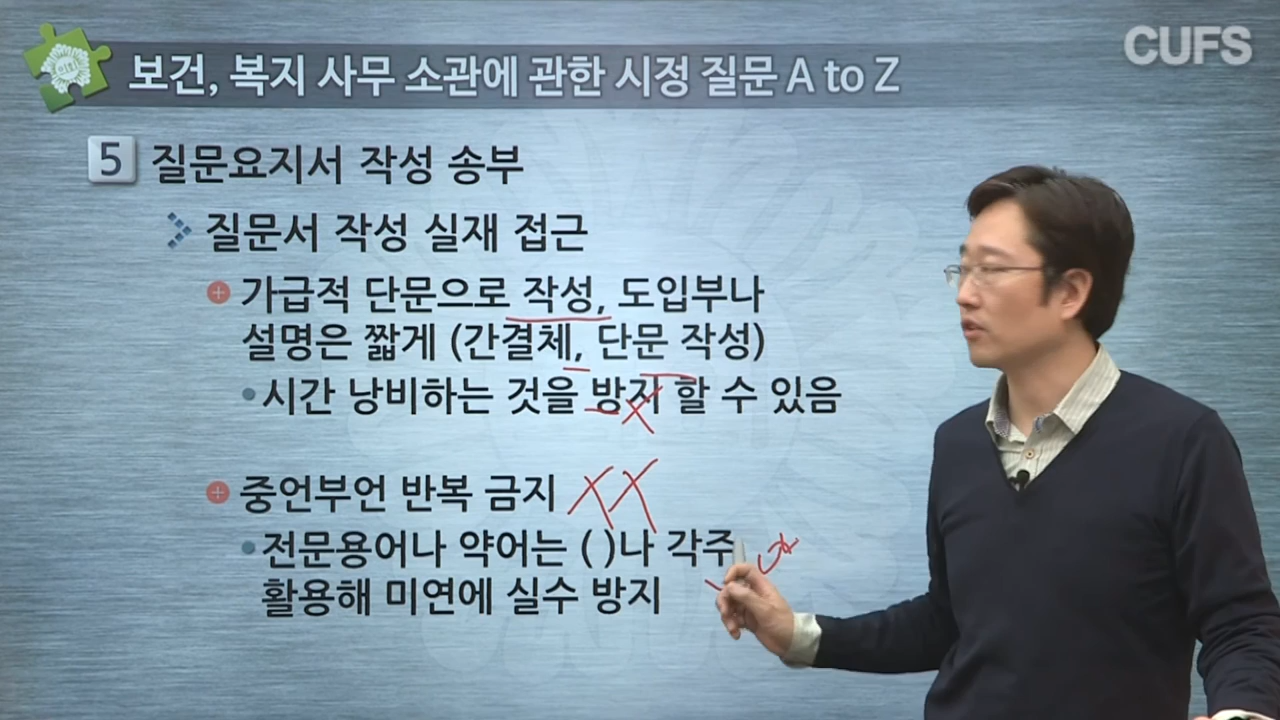 CUFS
보건, 복지 사무 소관에 관한 시정 질문 A to Z
5 질문요지서 작성 송부
질문서 작성 실재 접근
가급적 단문으로 작성, 도입부나
설명은 짧게 (간결체, 단문 작성)
•시간 낭비하는 것을 방지 할 수 있음
중언부언 반복 금지 XX
•전문용어나 약어는 ( )나 각주
활용해 미연에 실수 방지